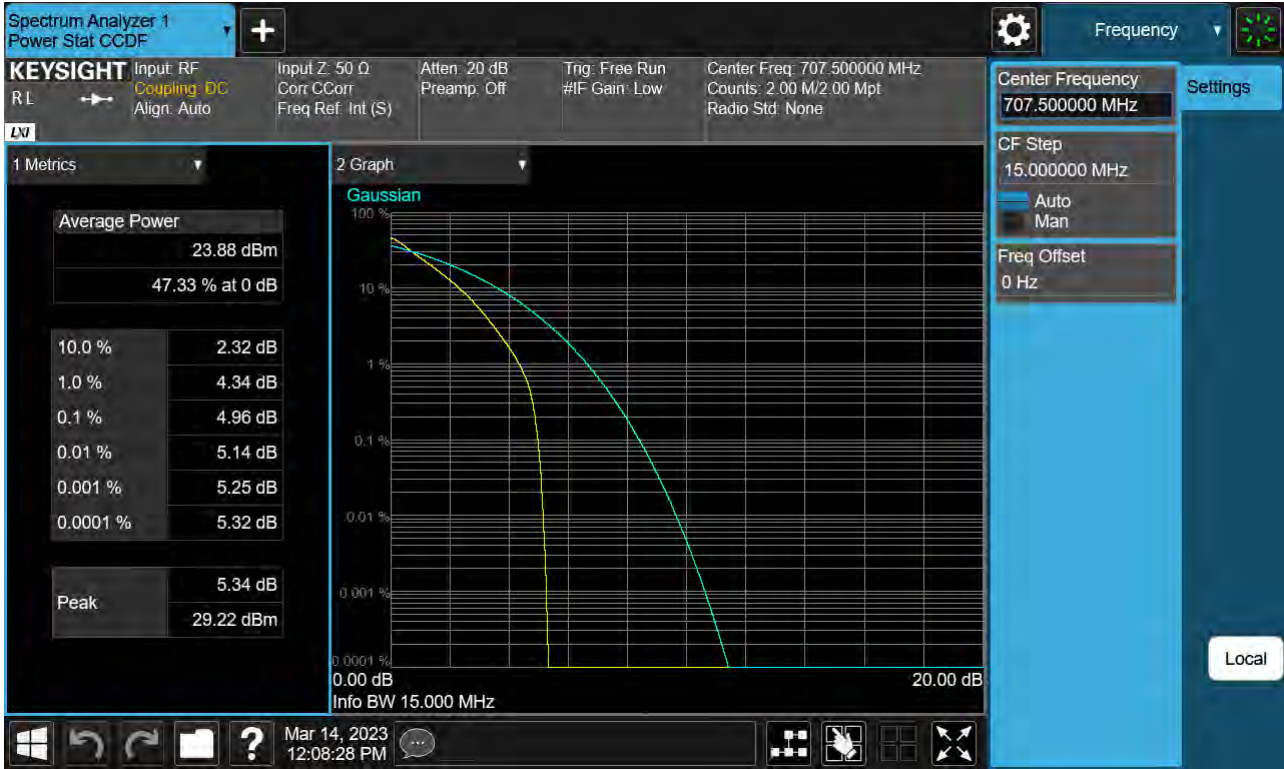 Spectrum Analyzer 1
Power Stat CCDF
+
Frequency
KEYSIGHT
R L
LXI
Input: RF
Coupling: DC
Align: Auto
Input Z: 50 Ω
Corr CCorr
Freq Ref: Int (S)
Atten: 20 dB
Preamp: Off
Trig: Free Run
#IF Gain: Low
Center Freq: 707.500000 MHz
Counts: 2.00 M/2.00 Mpt
Radio Std: None
Center Frequency
707.500000 MHz
Settings
CF Step
15.000000 MHz
Auto
Man
Freq Offset
0 Hz
Local
1 Metrics
Average Power
23.88 dBm
47.33 % at 0 dB
10.0 % 2.32 dB
1.0 % 4.34 dB
0.1 % 4.96 dB
0.01 % 5.14 dB
0.001 % 5.25 dB
0.0001 % 5.32 dB
Peak
5.34 dB
29.22 dBm
2 Graph
Gaussian
100 %
10 %
1 %
0.1 %
0.01 %
0.001 %
0.0001 %
0.00 dB 20.00 dB
Info BW 15.000 MHz
?
Mar 14, 2023
12:08:28 PM